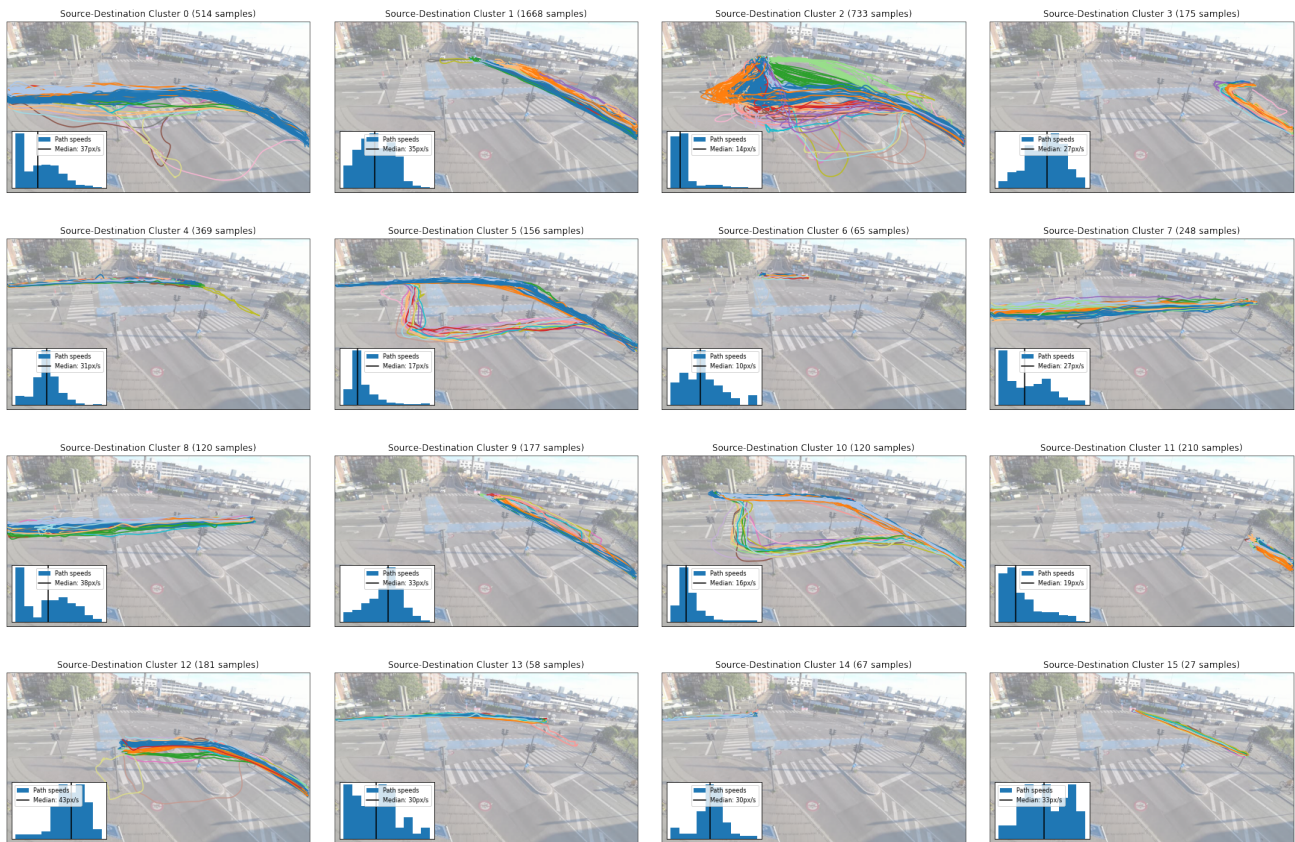 Source-Destination Cluster 0 (514 samples)
Path speeds
Median: 37px/s
Source-Destination Cluster 1 (1668 samples)
Path speeds
Median: 35px/s
Source-Destination Cluster 2 (733 samples)
Path speeds
Median: 14px/s
Source-Destination Cluster 3 (175 samples)
Path speeds
Median: 27px/s
Source-Destination Cluster 4 (369 samples)
Path speeds
Median: 31px/s
Source-Destination Cluster 5 (156 samples)
Path speeds
Median: 17px/s
Source-Destination Cluster 6 (65 samples)
Path speeds
Median: 10px/s
Source-Destination Cluster 7 (248 samples)
Path speeds
Median: 27px/s
Source-Destination Cluster 8 (120 samples)
Path speeds
Median: 38px/s
Source-Destination Cluster 9 (177 samples)
Path speeds
Median: 33px/s
Source-Destination Cluster 10 (120 samples)
Path speeds
Median: 16px/s
Source-Destination Cluster 11 (210 samples)
Path speeds
Median: 19px/s
Source-Destination Cluster 12 (181 samples)
Path speeds
Median: 43px/s
Source-Destination Cluster 13 (58 samples)
Path speeds
Median: 30px/s
Source-Destination Cluster 14 (67 samples)
Path speeds
Median: 30px/s
Source-Destination Cluster 15 (27 samples)
Path speeds
Median: 33px/s